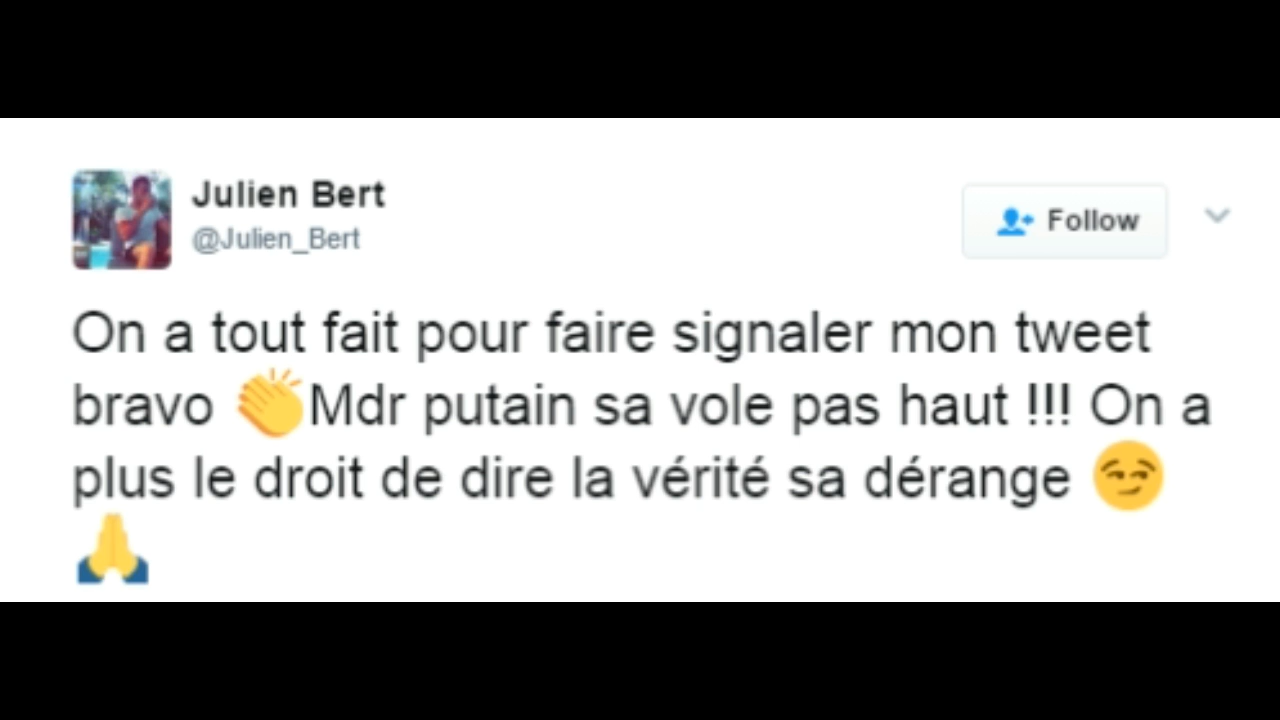 Julien Bert
@Julien_Bert
Follow
On a tout fait pour faire signaler mon tweet
bravo 👏Mdr putain sa vole pas haut !!! On a
plus le droit de dire la vérité sa dérange 😏
🙏